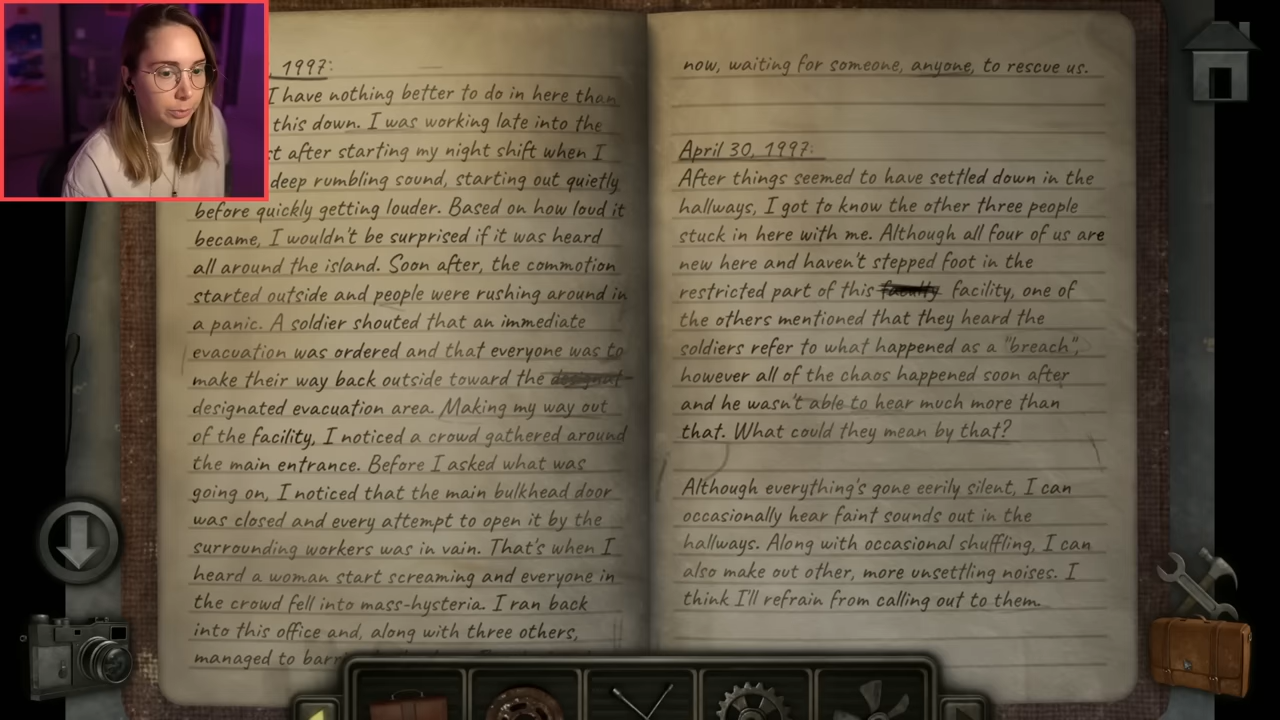 , 1997:
I have nothing better to do in here than
this down. I was working late into the
st after starting my night shift when I
deep rumbling sound, starting out quietly
before quickly getting louder. Based on how loud it
became, I wouldn't be surprised if it was heard
all around the island. Soon after, the commotion
started outside and people were rushing around in
a panic. A soldier shouted that an immediate
evacuation was ordered and that everyone was to
make their way back outside toward the designat
designated evacuation area. Making my way out
of the facility, I noticed a crowd gathered around
the main entrance. Before I asked what was
going on, I noticed that the main bulkhead door
was closed and every attempt to open it by the
surrounding workers was in vain. That's when I
heard a woman start screaming and everyone in
the crowd fell into mass-hysteria. I ran back
into this office and, along with three others,
managed to barr
now, waiting for someone, anyone, to rescue us.
April 30, 1997:
After things seemed to have settled down in the
hallways, I got to know the other three people
stuck in here with me. Although all four of us are
new here and haven't stepped foot in the
restricted part of this faculty facility, one of
the others mentioned that they heard the
soldiers refer to what happened as a "breach",
however all of the chaos happened soon after
and he wasn't able to hear much more than
that. What could they mean by that?
Although everything's gone eerily silent, I can
occasionally hear faint sounds out in the
hallways. Along with occasional shuffling, I can
also make out other, more unsettling noises. I
think I'll refrain from calling out to them.